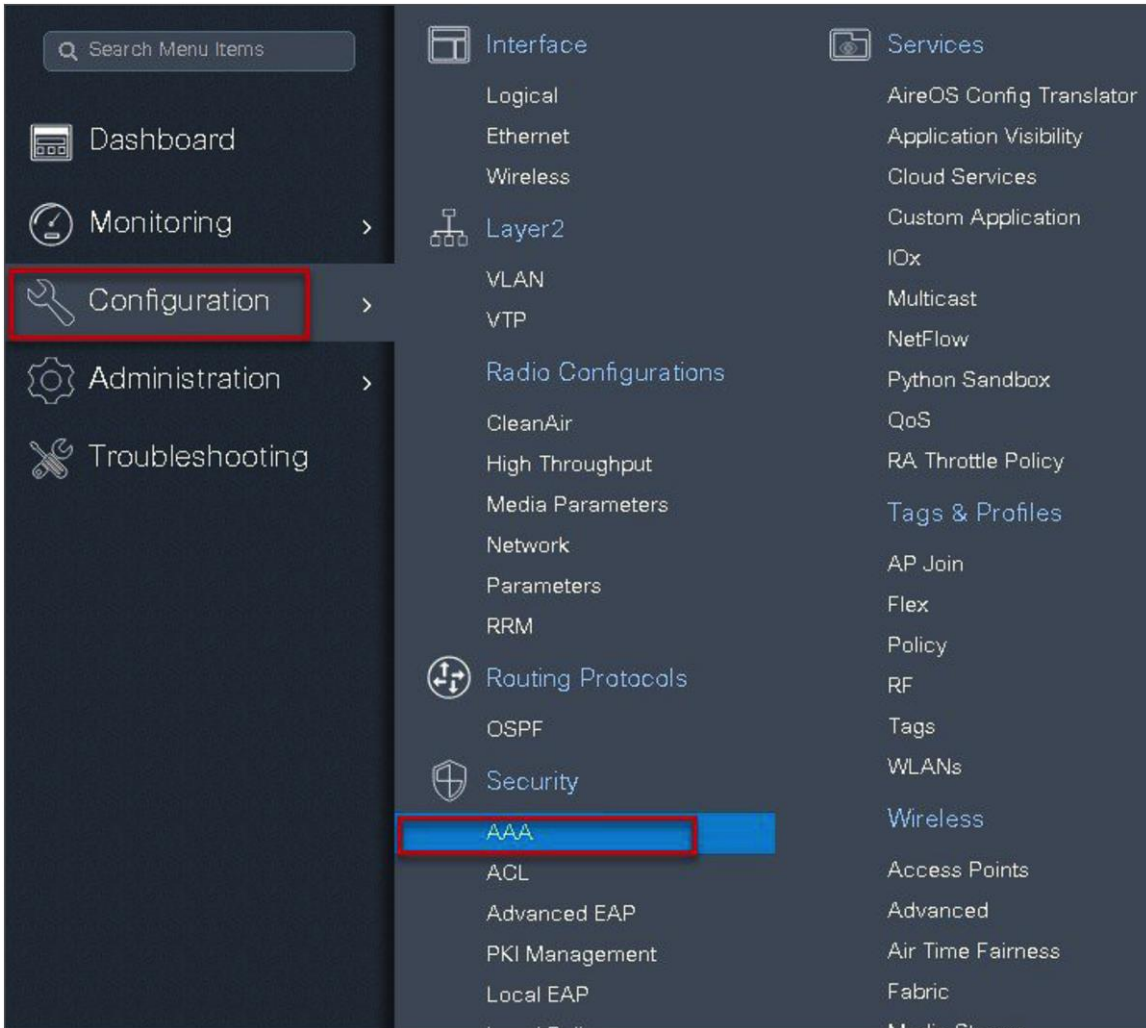 Search Menu Items
Dashboard
Monitoring
Configuration
Administration
Troubleshooting
Interface
Logical
Ethernet
Wireless
Layer2
VLAN
VTP
Radio Configurations
CleanAir
High Throughput
Media Parameters
Network
Parameters
RRM
Routing Protocols
OSPF
Security
AAA
ACL
Advanced EAP
PKI Management
Local EAP
Services
AireOS Config Translator
Application Visibility
Cloud Services
Custom Application
IOx
Multicast
NetFlow
Python Sandbox
QoS
RA Throttle Policy
Tags & Profiles
AP Join
Flex
Policy
RF
Tags
WLANs
Wireless
Access Points
Advanced
Air Time Fairness
Fabric